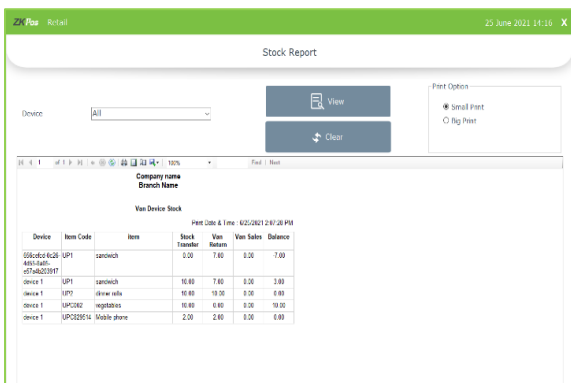 ZKPos Retail 25 June 2021 14:16 X
Stock Report
Device All
View
Clear
Print Option
Small Print
Big Print
1 of 1 100% Find | Next
Company name
Branch Name
Van Device Stock
Print Date & Time : 6/25/2021 2:07:20 PM
Device Item Code Item Stock Transfer Van Return Van Sales Balance
UP1 sandwich 0.00 7.00 0.00 -7.00
device 1 UP1 sandwich 10.00 7.00 0.00 3.00
device 1 UP2 dinner rolls 10.00 10.00 0.00 0.00
device 1 UPC002 vegetables 10.00 0.00 0.00 10.00
device 1 UPC829514 Mobile phone 2.00 2.00 0.00 0.00